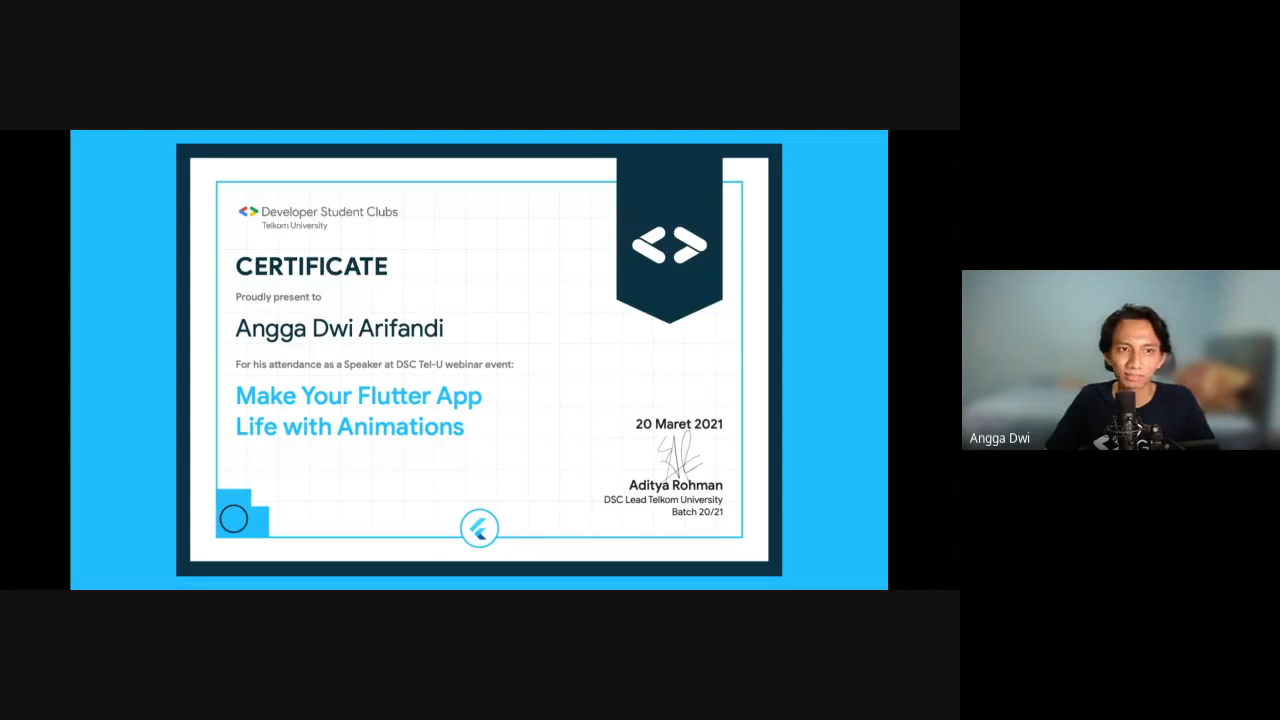 Developer Student Clubs
Telkom University
CERTIFICATE
Proudly present to
Angga Dwi Arifandi
For his attendance as a Speaker at DSC Tel-U webinar event:
Make Your Flutter App
Life with Animations
20 Maret 2021
Aditya Rohman
DSC Lead Telkom University
Batch 20/21
Angga Dwi